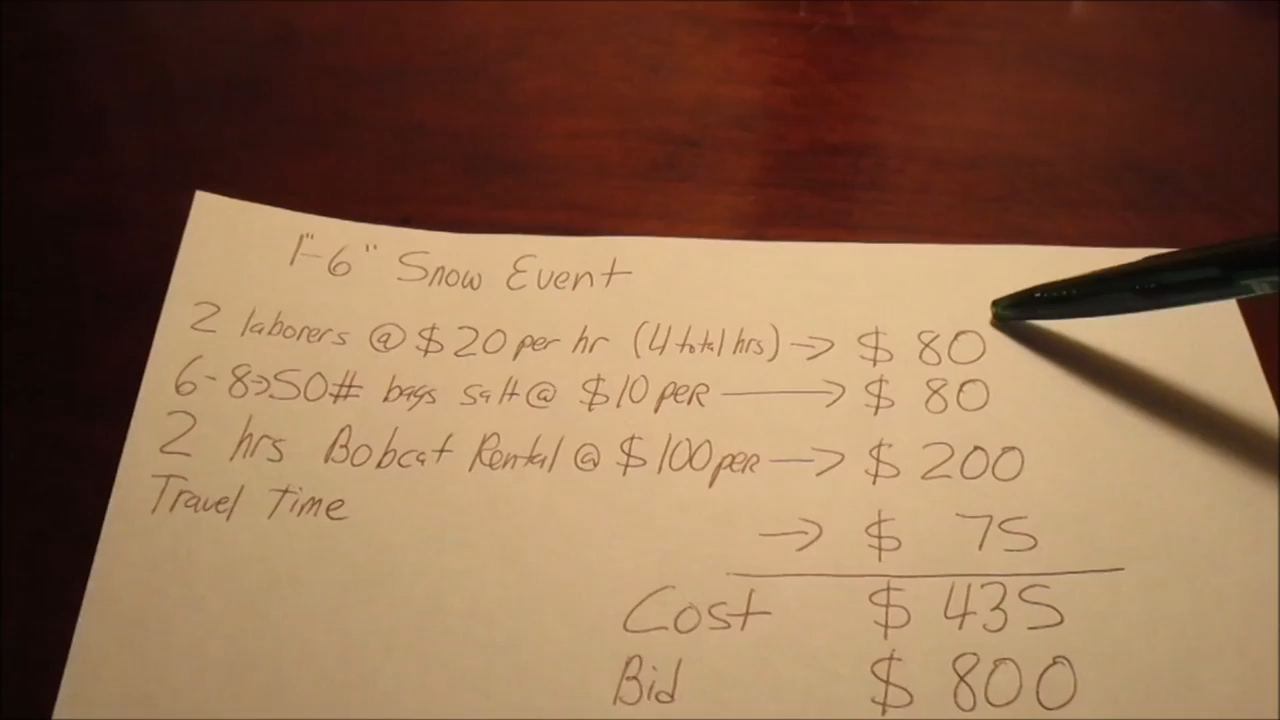 1"-6" Snow Event
2 laborers @ $20 per hr (4 total hrs) → $ 80
6-8→50# bags salt @ $10 per → $ 80
2 hrs Bobcat Rental @ $100 per → $ 200
Travel Time → $ 75
Cost $ 435
Bid $ 800